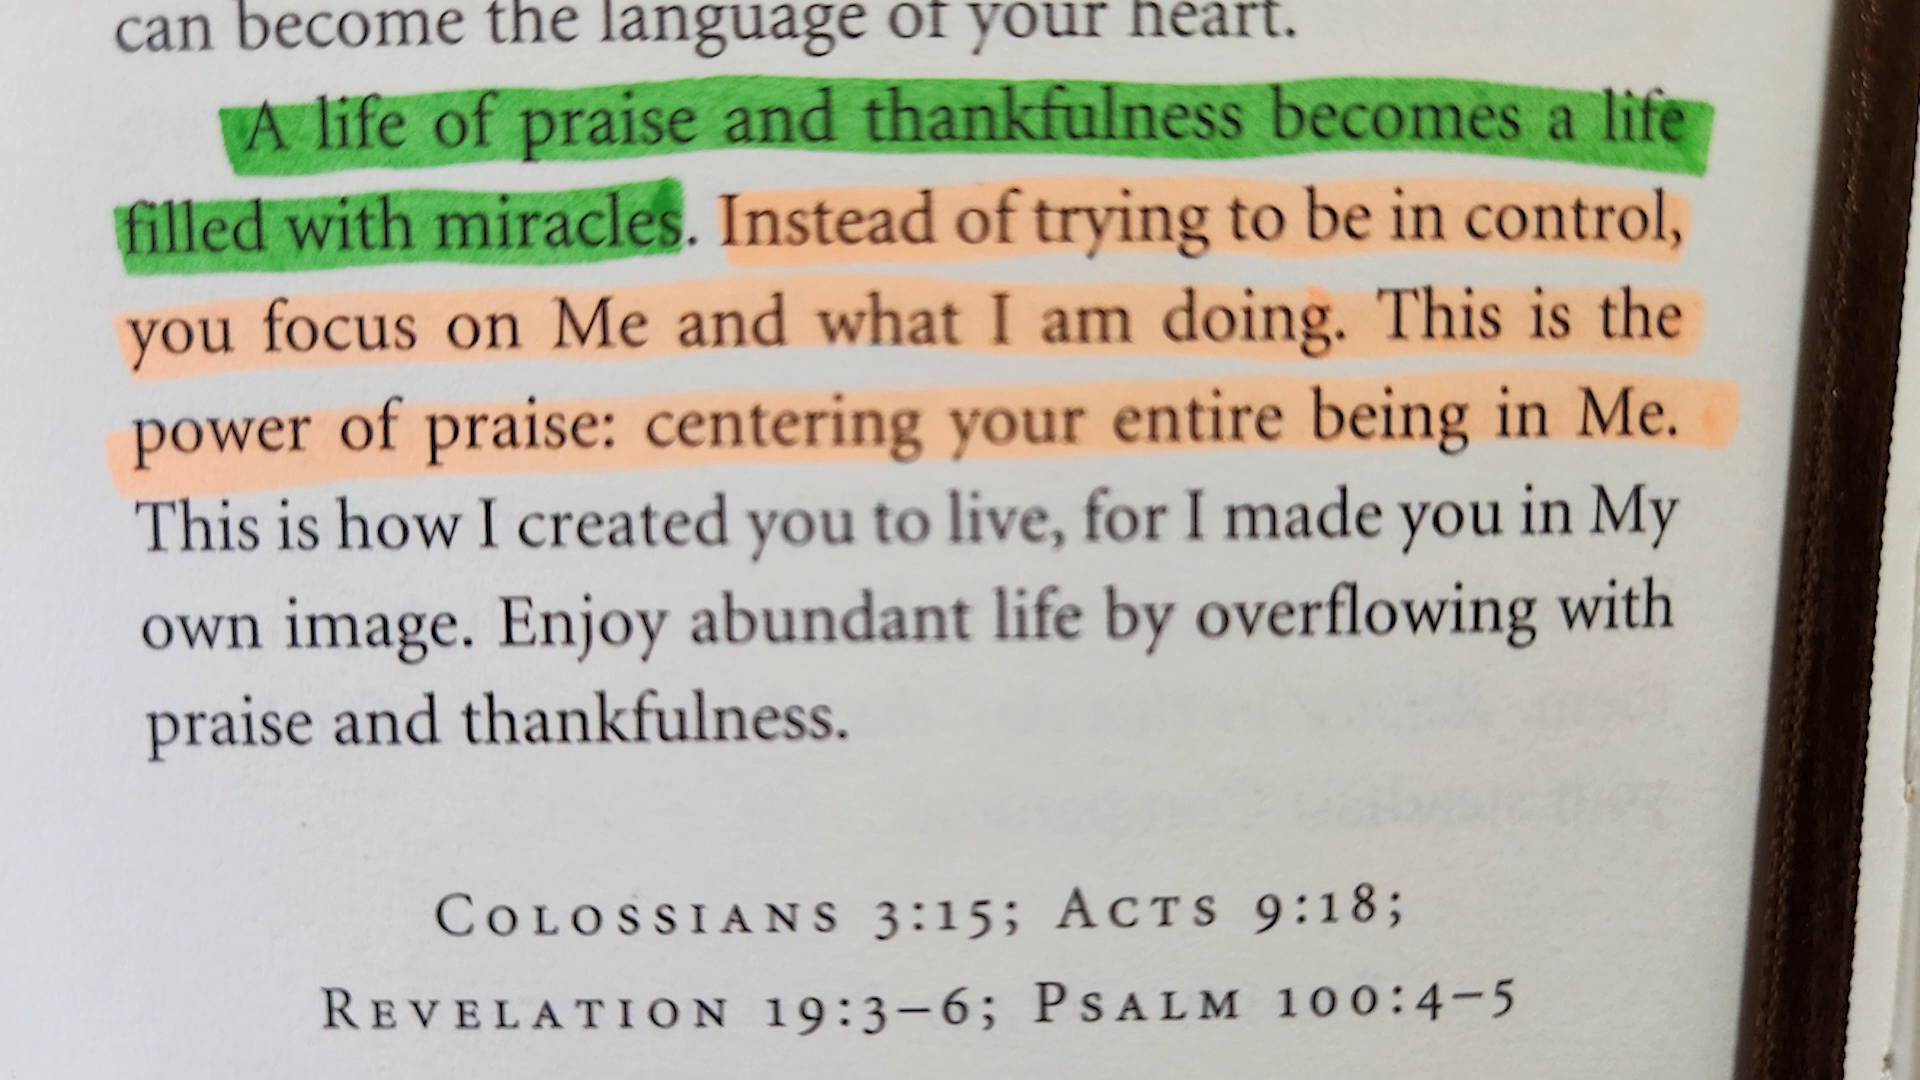 can become the language of your heart.
A life of praise and thankfulness becomes a life
filled with miracles. Instead of trying to be in control,
you focus on Me and what I am doing. This is the
power of praise: centering your entire being in Me.
This is how I created you to live, for I made you in My
own image. Enjoy abundant life by overflowing with
praise and thankfulness.
COLOSSIANS 3:15; ACTS 9:18;
REVELATION 19:3–6; PSALM 100:4–5